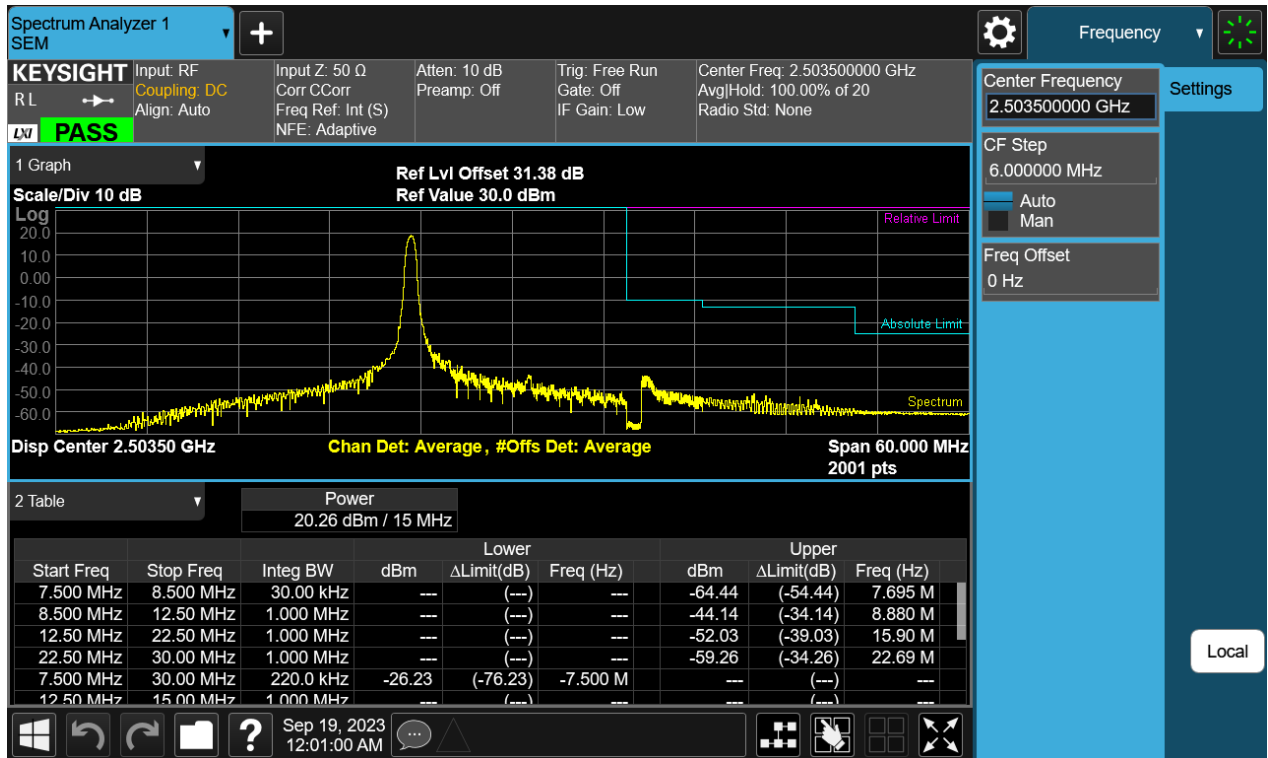 Spectrum Analyzer 1
SEM
+
Frequency
KEYSIGHT
RL
LXI
PASS
Input: RF
Coupling: DC
Align: Auto
Input Z: 50 Ω
Corr CCorr
Freq Ref: Int (S)
NFE: Adaptive
Atten: 10 dB
Preamp: Off
Trig: Free Run
Gate: Off
IF Gain: Low
Center Freq: 2.503500000 GHz
Avg|Hold: 100.00% of 20
Radio Std: None
Center Frequency
2.503500000 GHz
Settings
CF Step
6.000000 MHz
Auto
Man
Freq Offset
0 Hz
Local
1 Graph
Scale/Div 10 dB
Ref Lvl Offset 31.38 dB
Ref Value 30.0 dBm
Log
20.0
10.0
0.00
-10.0
-20.0
-30.0
-40.0
-50.0
-60.0
Relative Limit
Absolute Limit
Spectrum
Disp Center 2.50350 GHz
Chan Det: Average, #Offs Det: Average
Span 60.000 MHz
2001 pts
2 Table
Power
20.26 dBm / 15 MHz
Lower Upper
Start Freq Stop Freq Integ BW dBm ΔLimit(dB) Freq (Hz) dBm ΔLimit(dB) Freq (Hz)
7.500 MHz 8.500 MHz 30.00 kHz --- (---) --- -64.44 (-54.44) 7.695 M
8.500 MHz 12.50 MHz 1.000 MHz --- (---) --- -44.14 (-34.14) 8.880 M
12.50 MHz 22.50 MHz 1.000 MHz --- (---) --- -52.03 (-39.03) 15.90 M
22.50 MHz 30.00 MHz 1.000 MHz --- (---) --- -59.26 (-34.26) 22.69 M
7.500 MHz 30.00 MHz 220.0 kHz -26.23 (-76.23) -7.500 M --- (---) ---
12.50 MHz 15.00 MHz 1.000 MHz --- (---) --- --- (---) ---
?
Sep 19, 2023
12:01:00 AM